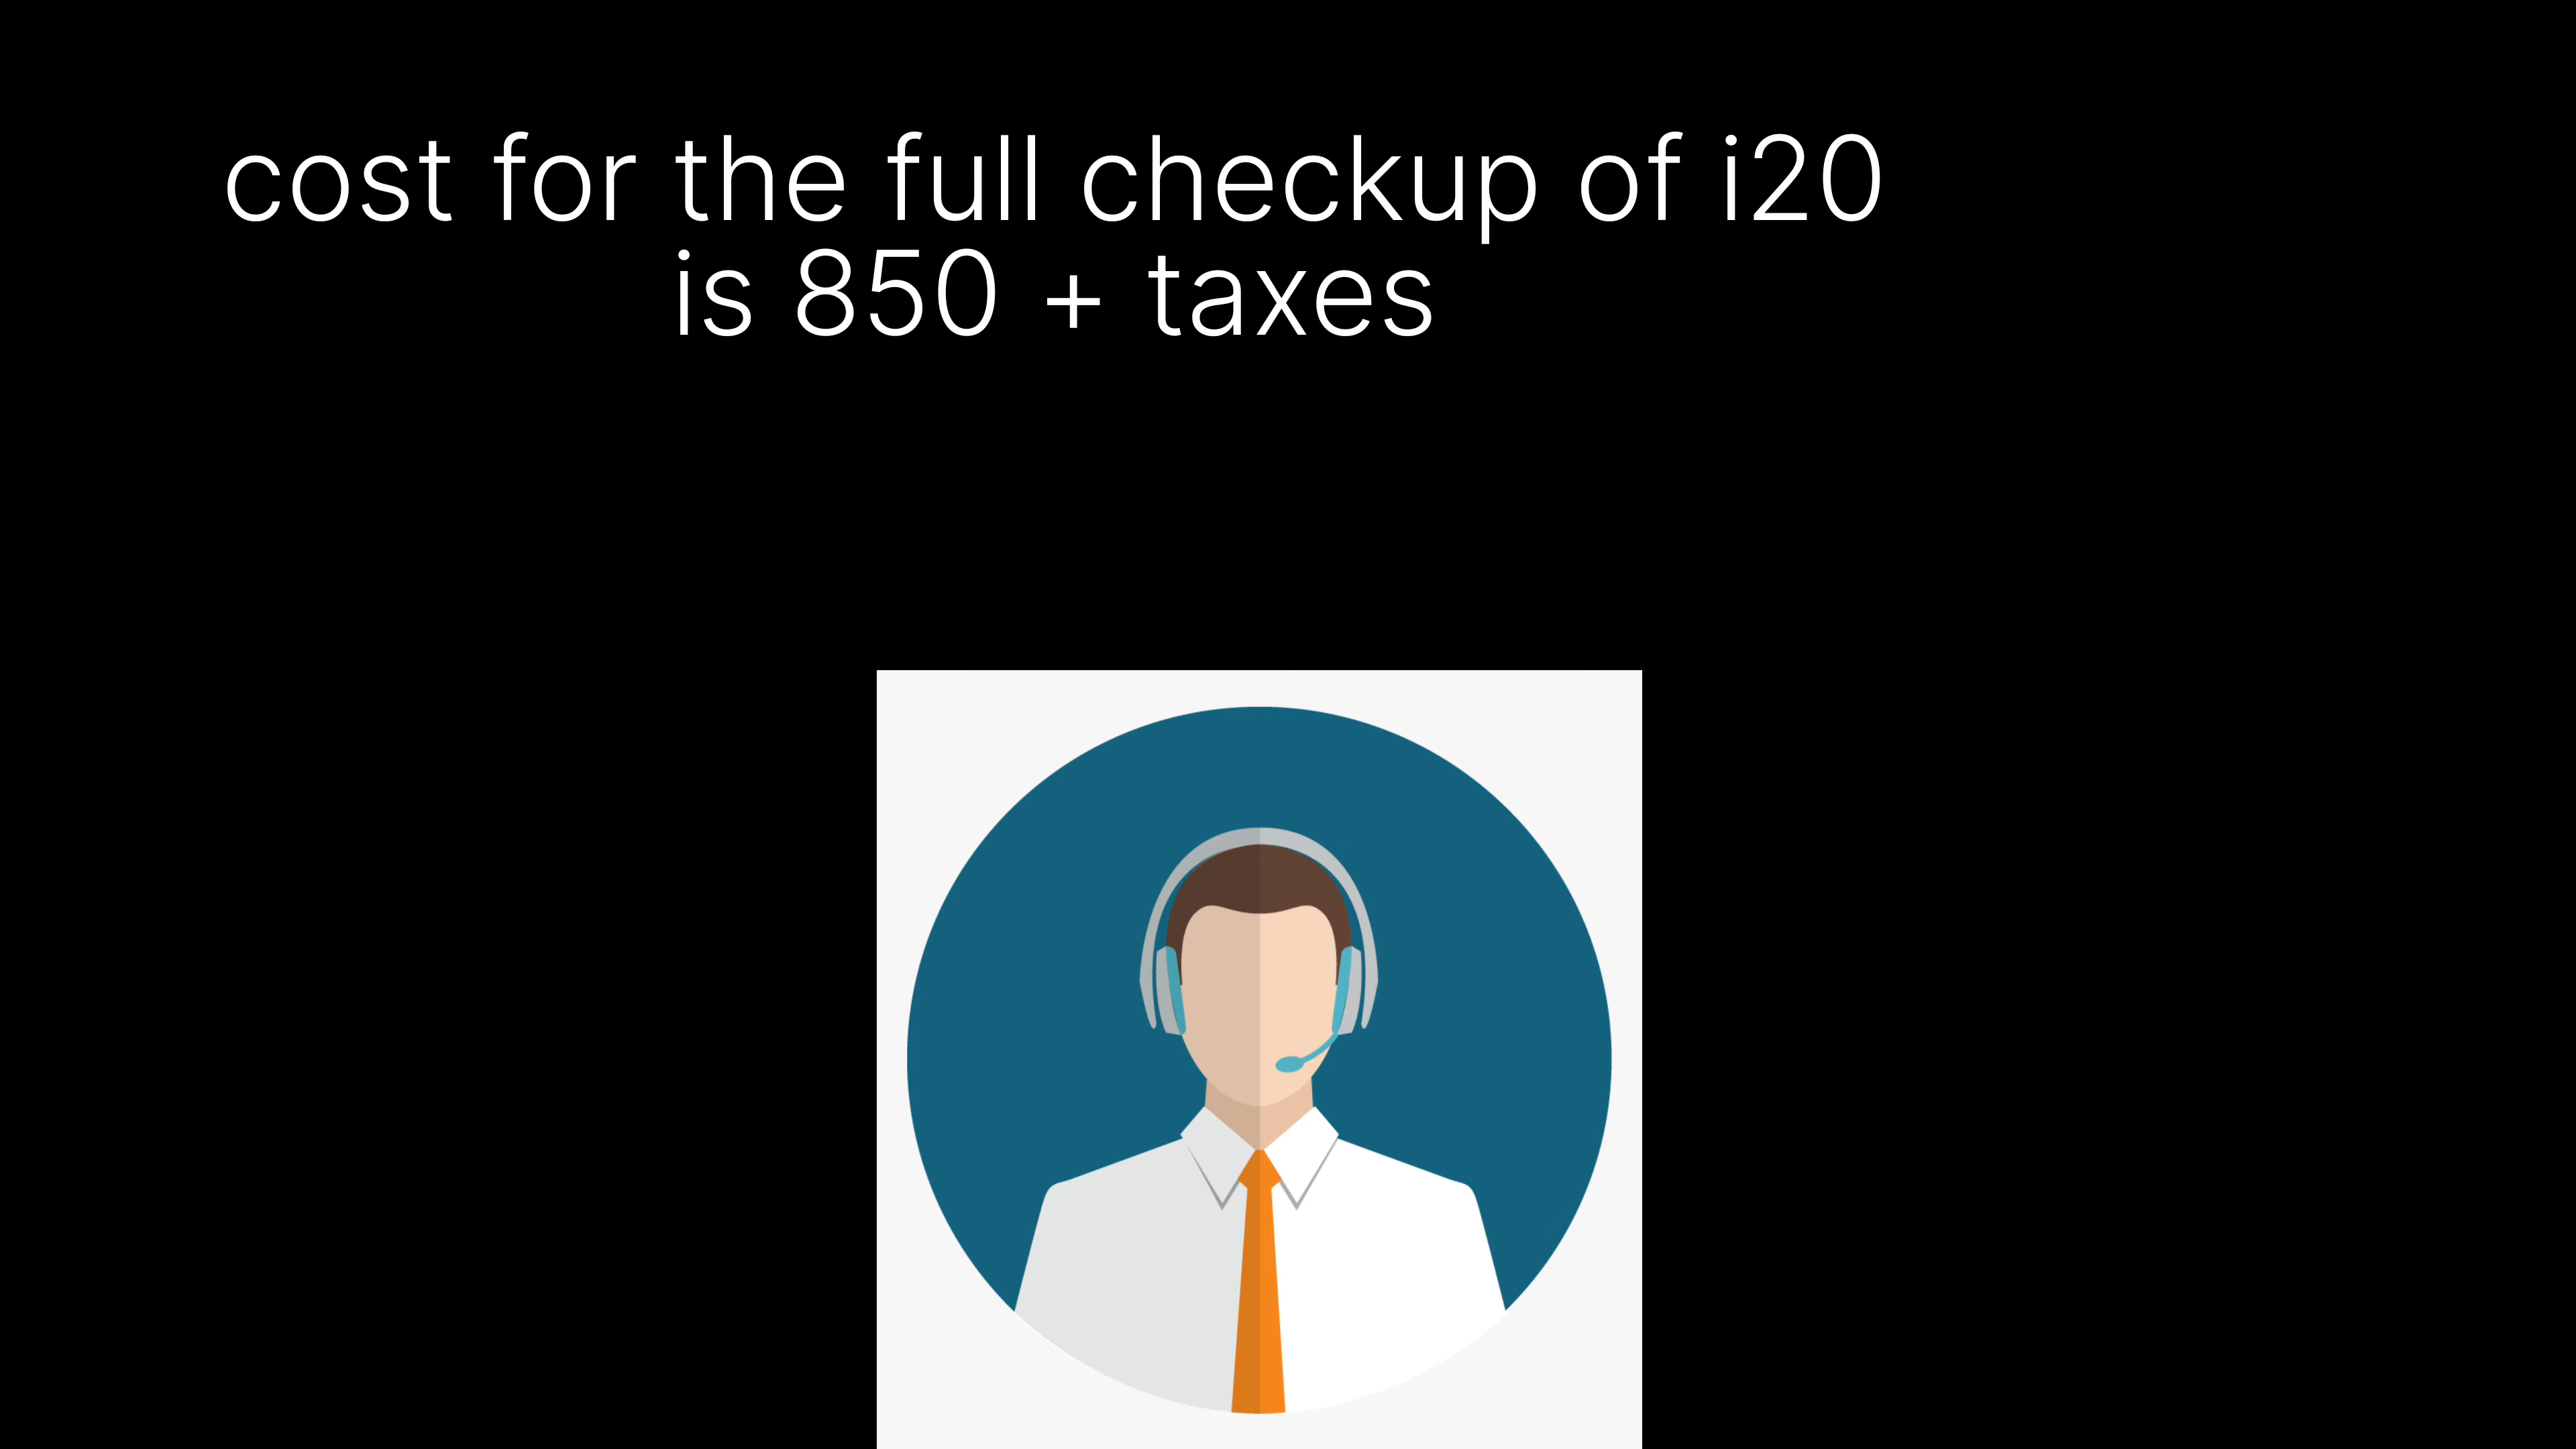 cost for the full checkup of i20
is 850 + taxes